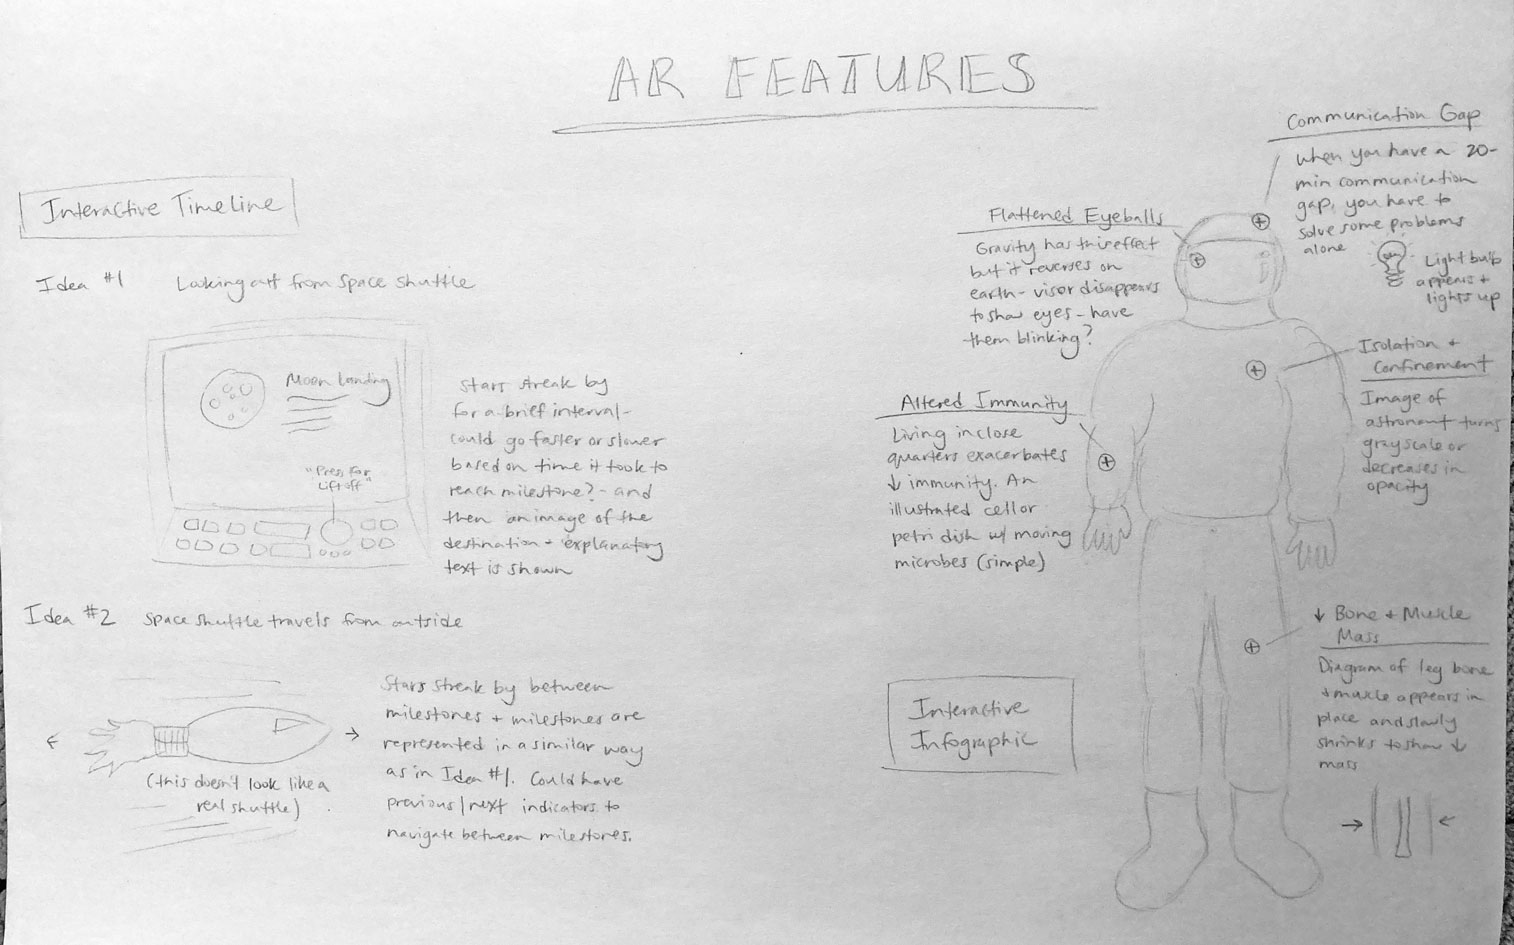 AR FEATURES
Interactive Timeline
Idea #1 Looking out from space shuttle
Moon Landing
"Press for
Liftoff"
Stars streak by
for a brief interval -
could go faster or slower
based on time it took to
reach milestone? - and
then an image of the
destination + explanatory
text is shown
Idea #2 Space shuttle travels from outside
(this doesn't look like a
real shuttle)
Stars streak by between
milestones + milestones are
represented in a similar way
as in Idea #1. Could have
previous/next indicators to
navigate between milestones.
Communication Gap
When you have a 20-
min communication
gap, you have to
solve some problems
alone
Light bulb
appears +
lights up
Flattened Eyeballs
Gravity has this effect
but it reverses on
earth - visor disappears
to show eyes - have
them blinking?
Isolation +
Confinement
Image of
astronaut turns
grayscale or
decreases in
opacity
Altered Immunity
Living in close
quarters exacerbates
↓ immunity. An
illustrated cell or
petri dish w/ moving
microbes (simple)
↓ Bone + Muscle
Mass
Diagram of leg bone
+ muscle appears in
place and slowly
shrinks to show ↓
mass
Interactive
Infographic